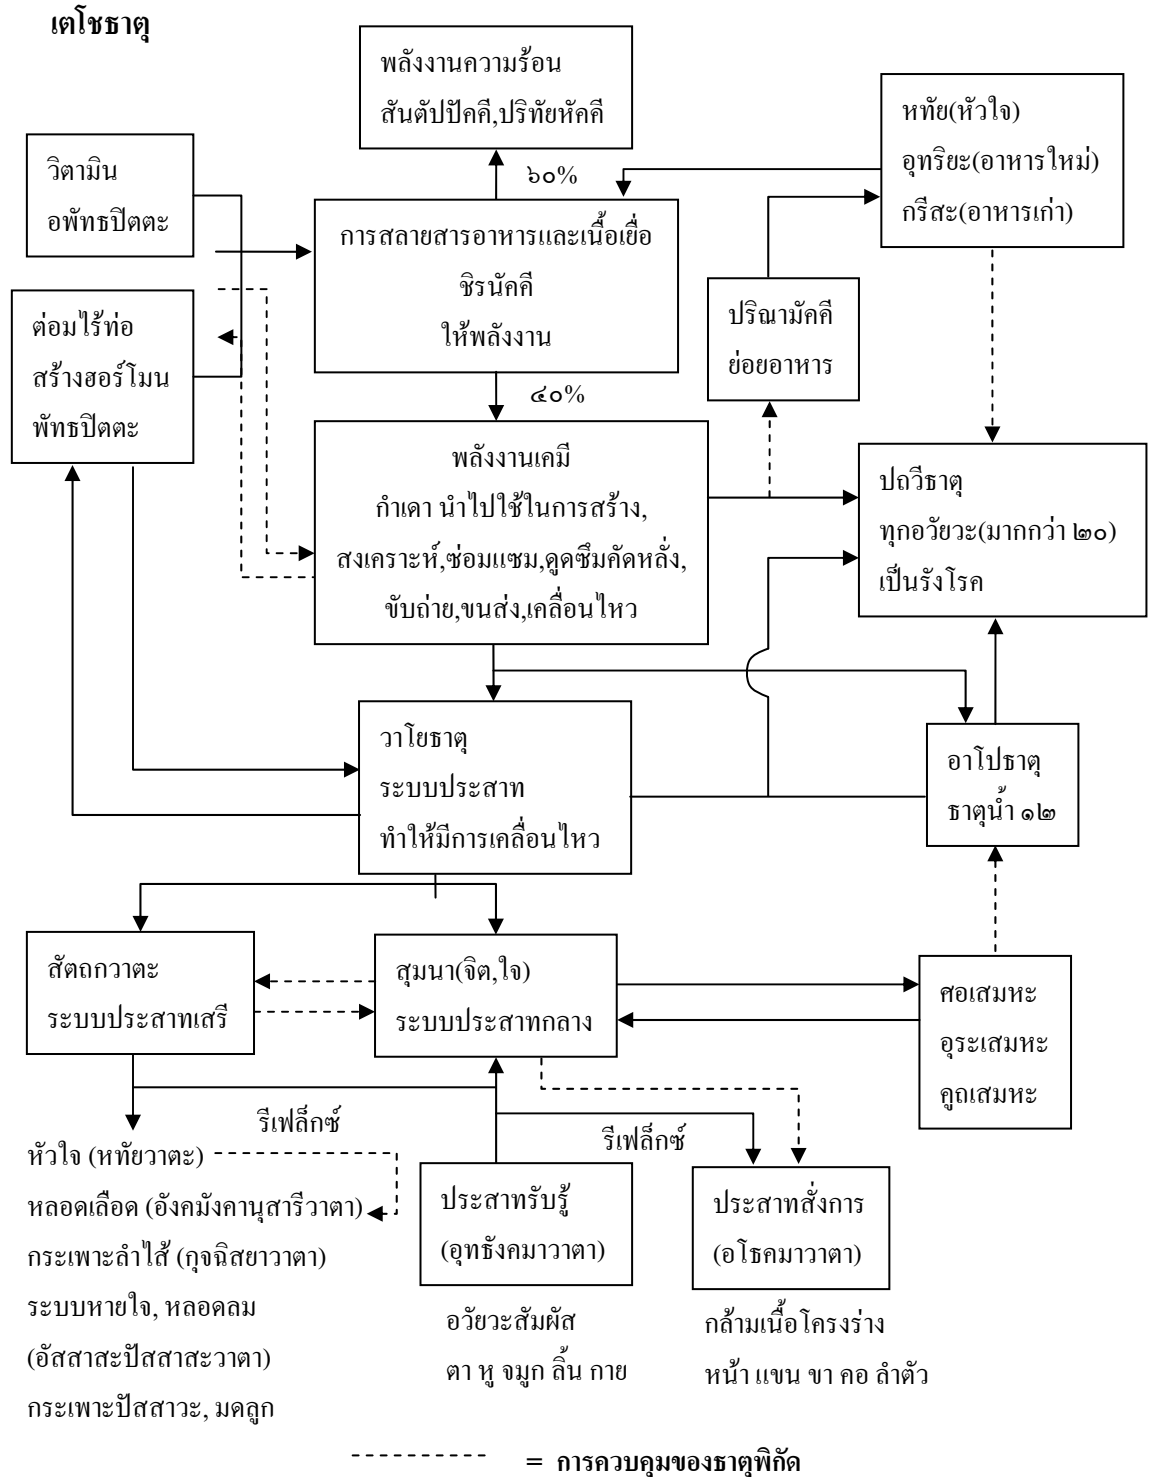 เตโชธาตุ
พลังงานความร้อน
สันตัปปัคคี,ปริทัยหัคคี
หทัย(หัวใจ)
อุทริยะ(อาหารใหม่)
กรีสะ(อาหารเก่า)
วิตามิน
อพัทธปิตตะ
๖๐%
การสลายสารอาหารและเนื้อเยื่อ
ชิรนัคคี
ให้พลังงาน
ปริณามัคคี
ย่อยอาหาร
ต่อมไร้ท่อ
สร้างฮอร์โมน
พัทธปิตตะ
๔๐%
พลังงานเคมี
กำเดา นำไปใช้ในการสร้าง,
สงเคราะห์,ซ่อมแซม,ดูดซึมคัดหลั่ง,
ขับถ่าย,ขนส่ง,เคลื่อนไหว
ปถวีธาตุ
ทุกอวัยวะ(มากกว่า ๒๐)
เป็นรังโรค
วาโยธาตุ
ระบบประสาท
ทำให้มีการเคลื่อนไหว
อาโปธาตุ
ธาตุน้ำ ๑๒
สัตถกวาตะ
ระบบประสาทเสรี
สุมนา(จิต,ใจ)
ระบบประสาทกลาง
ศอเสมหะ
อุระเสมหะ
คูถเสมหะ
รีเฟล็กซ์
รีเฟล็กซ์
หัวใจ (หทัยวาตะ)
หลอดเลือด (อังคมังคานุสารีวาตา)
กระเพาะลำไส้ (กุจฉิสยาวาตา)
ระบบหายใจ, หลอดลม
(อัสสาสะปัสสาสะวาตา)
กระเพาะปัสสาวะ, มดลูก
ประสาทรับรู้
(อุทธังคมาวาตา)
อวัยวะสัมผัส
ตา หู จมูก ลิ้น กาย
ประสาทสั่งการ
(อโธคมาวาตา)
กล้ามเนื้อโครงร่าง
หน้า แขน ขา คอ ลำตัว
= การควบคุมของธาตุพิกัด